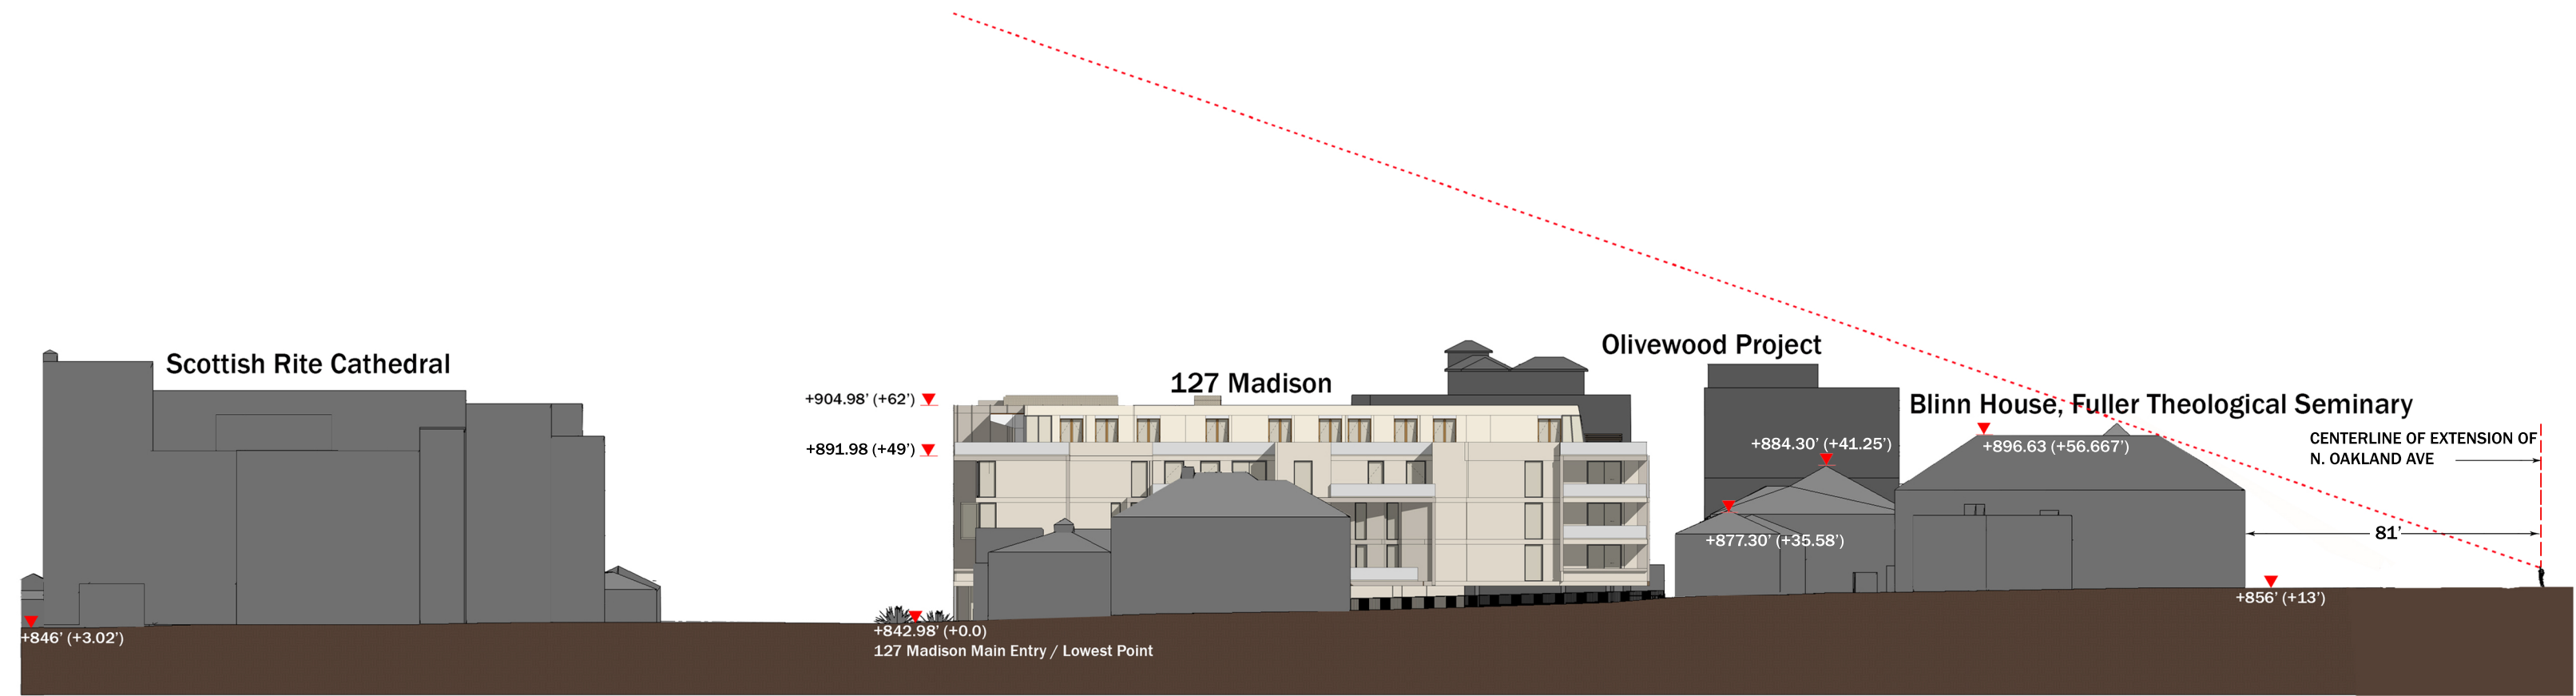 Scottish Rite Cathedral
127 Madison
Olivewood Project
Blinn House, Fuller Theological Seminary
+904.98’ (+62’)
+891.98 (+49’)
+884.30’ (+41.25’)
+896.63 (+56.667’)
CENTERLINE OF EXTENSION OF
N. OAKLAND AVE
+877.30’ (+35.58’)
81’
+856’ (+13’)
+846’ (+3.02’)
+842.98’ (+0.0)
127 Madison Main Entry / Lowest Point